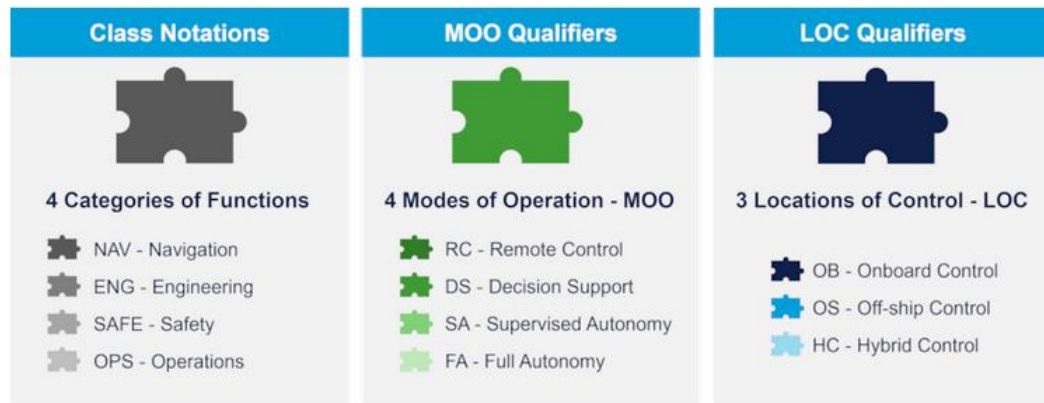 Class Notations
4 Categories of Functions
NAV - Navigation
ENG - Engineering
SAFE - Safety
OPS - Operations
MOO Qualifiers
4 Modes of Operation - MOO
RC - Remote Control
DS - Decision Support
SA - Supervised Autonomy
FA - Full Autonomy
LOC Qualifiers
3 Locations of Control - LOC
OB - Onboard Control
OS - Off-ship Control
HC - Hybrid Control